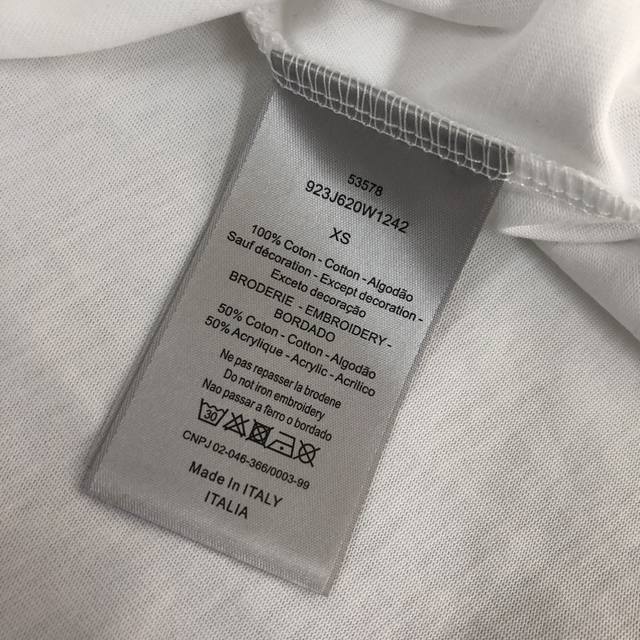 53578
923J620W1242
XS
100% Coton - Cotton - Algodão
Sauf décoration - Except decoration -
Exceto decoração
BRODERIE - EMBROIDERY -
BORDADO
50% Coton - Cotton - Algodão
50% Acrylique - Acrylic - Acrilico
Ne pas repasser la brodene
Do not iron embroidery
Nao passar a ferro o bordado
30
CNPJ 02-046-366/0003-99
Made In ITALY
ITALIA